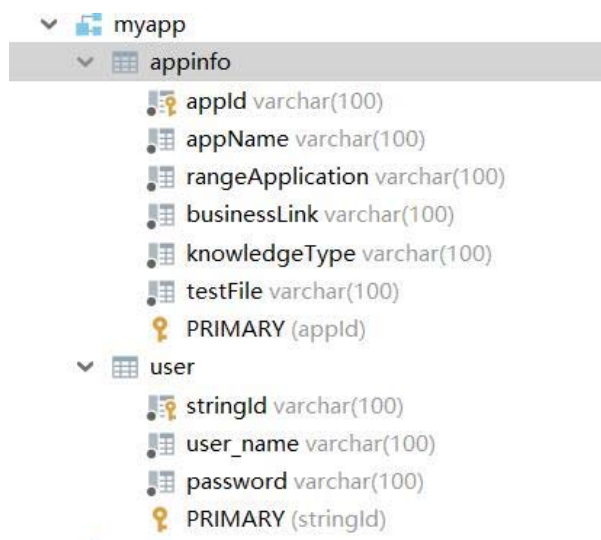 myapp
appinfo
appId varchar(100)
appName varchar(100)
rangeApplication varchar(100)
businessLink varchar(100)
knowledgeType varchar(100)
testFile varchar(100)
PRIMARY (appId)
user
stringId varchar(100)
user_name varchar(100)
password varchar(100)
PRIMARY (stringId)